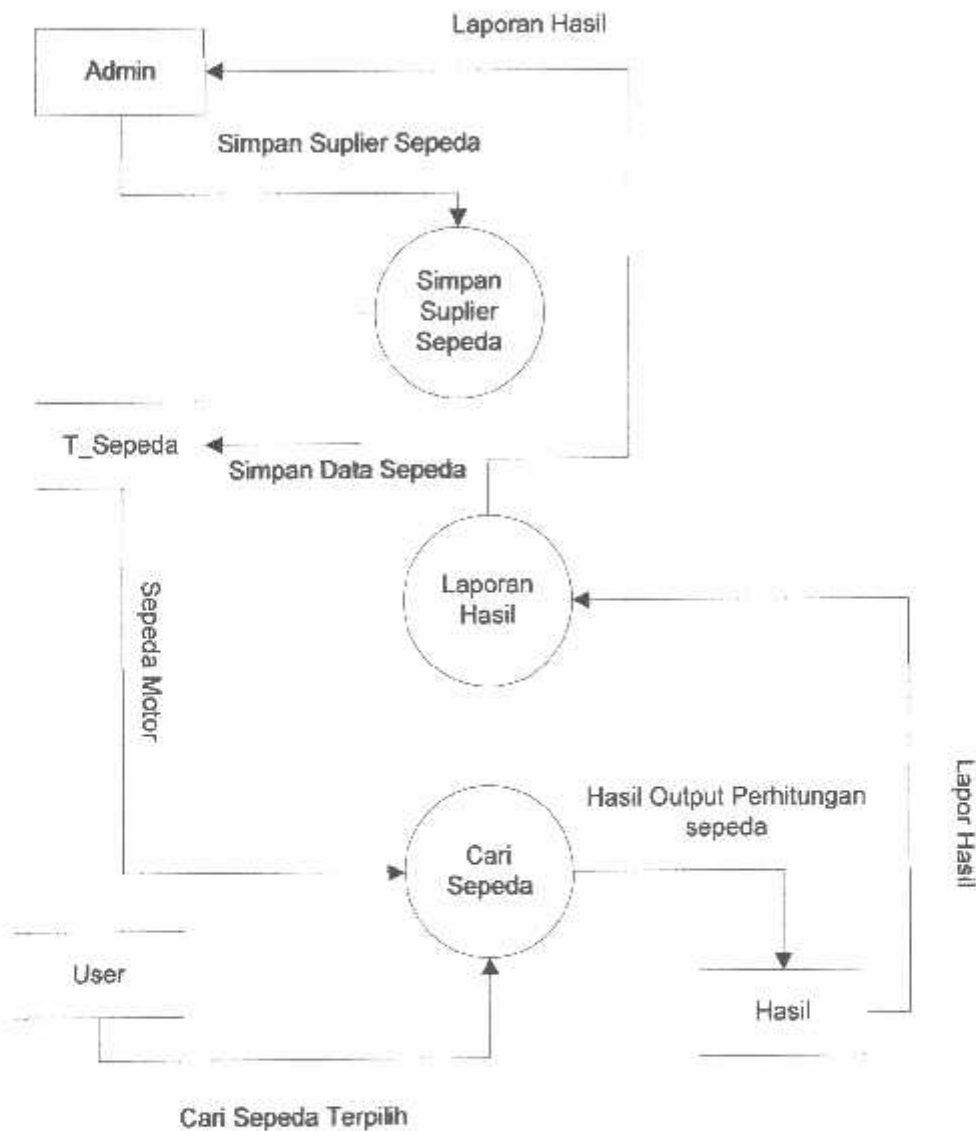 Laporan Hasil
Admin
Simpan Suplier Sepeda
Simpan
Suplier
Sepeda
T_Sepeda
Simpan Data Sepeda
Laporan
Hasil
Sepeda Motor
Hasil Output Perhitungan
sepeda
Lapor Hasil
Cari
Sepeda
User
Hasil
Cari Sepeda Terpilih